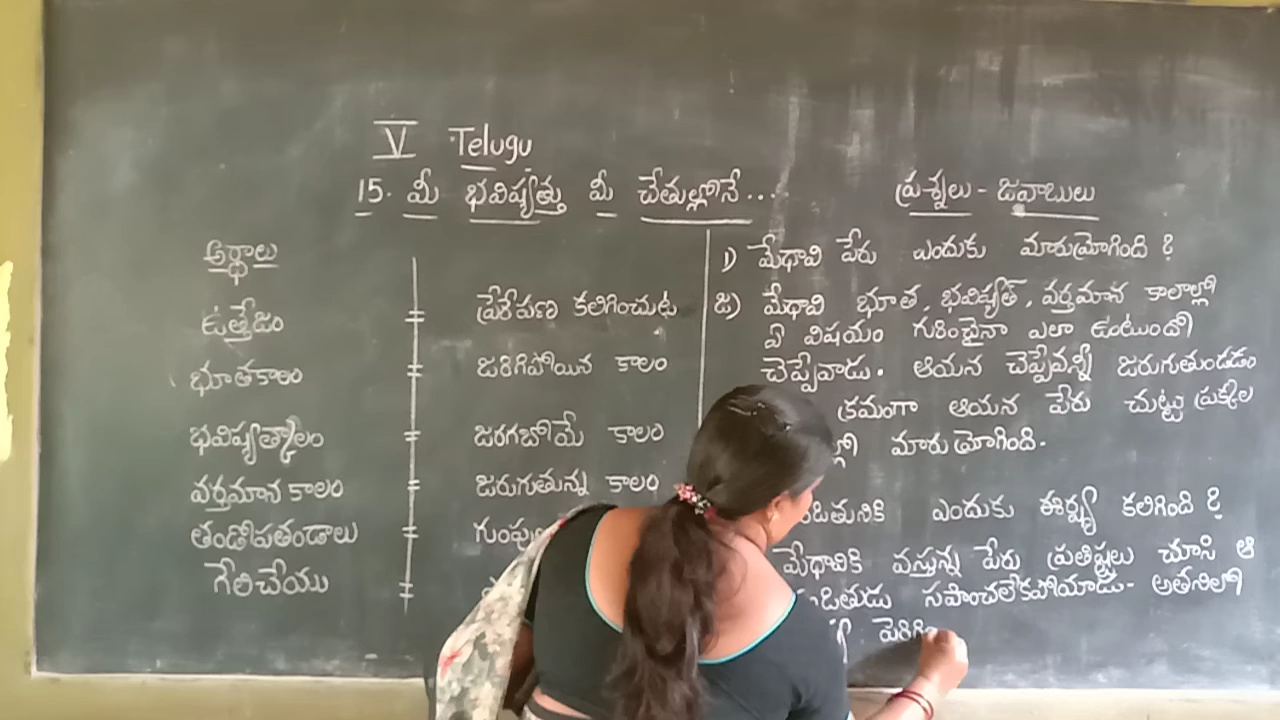 V Telugu
15. మీ భవిష్యత్తు మీ చేతుల్లోనే....
అర్థాలు
ఉత్తేజం = ప్రేరేపణ కలిగించుట
భూతకాలం = జరిగిపోయిన కాలం
భవిష్యత్కాలం = జరగబోమే కాలం
వర్తమాన కాలం = జరుగుతున్న కాలం
తండోపతండాలు =
గేలిచేయు =
ప్రశ్నలు - జవాబులు
1) మేధావి పేరు ఎందుకు మారుమ్రోగింది ?
జ) మేధావి భూత, భవిష్యత్, వర్తమాన కాలాల్లో
ఏ విషయం గురించైనా ఎలా ఉంటుందో
చెప్పేవాడు. ఆయన చెప్పేవన్నీ జరుగుతుండడం
క్రమంగా ఆయన పేరు చుట్టు ప్రక్కల
మారుమ్రోగింది.
ఎందుకు ఈర్ష్య కలిగింది ?
మేధావికి వస్తున్న పేరు ప్రతిష్టలు చూసి ఆ
సహించలేకపోయాడు. అతనిలో